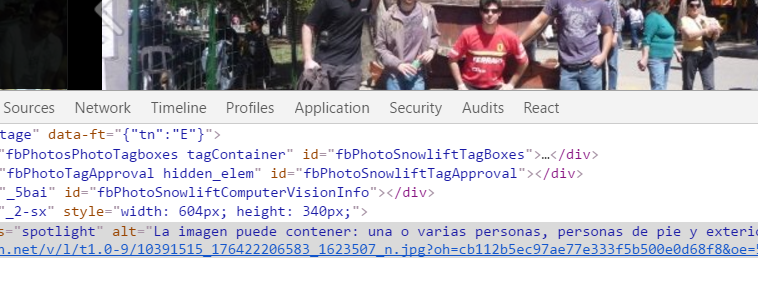 Sources Network Timeline Profiles Application Security Audits React
tage" data-ft="{"tn":"E"}">
"fbPhotosPhotoTagboxes tagContainer" id="fbPhotoSnowliftTagBoxes">…</div>
"fbPhotoTagApproval hidden_elem" id="fbPhotoSnowliftTagApproval"></div>
"_5bai" id="fbPhotoSnowliftComputerVisionInfo"></div>
"_2-sx" style="width: 604px; height: 340px;">
s="spotlight" alt="La imagen puede contener: una o varias personas, personas de pie y exterio
n.net/v/l/t1.0-9/10391515_176422206583_1623507_n.jpg?oh=cb112b5ec97ae77e333f5b500e0d68f8&oe=5